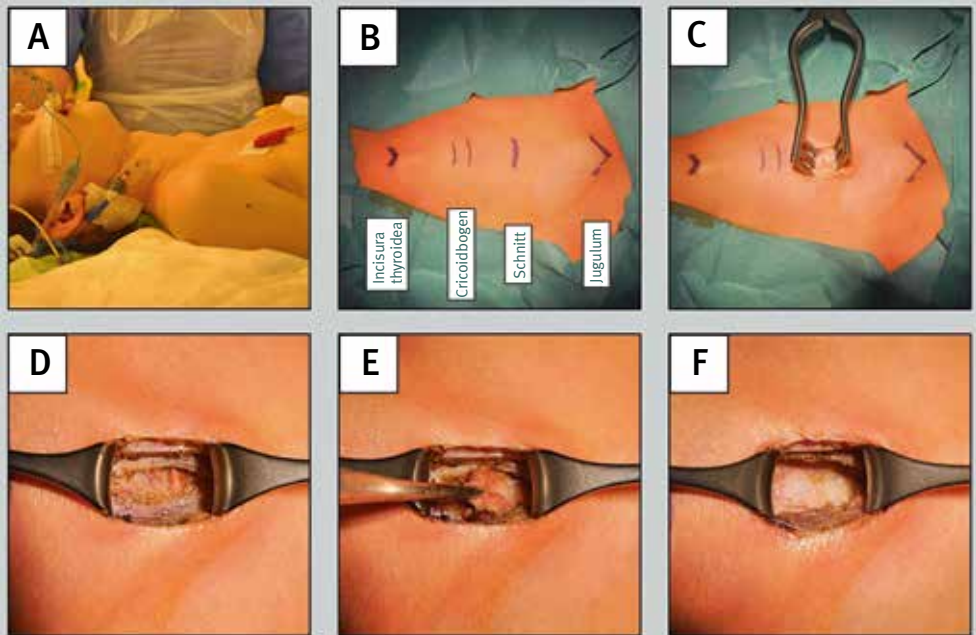 A
B
C
Incisura
thyroidea
Cricoidbogen
Schnitt
Jugulum
D
E
F